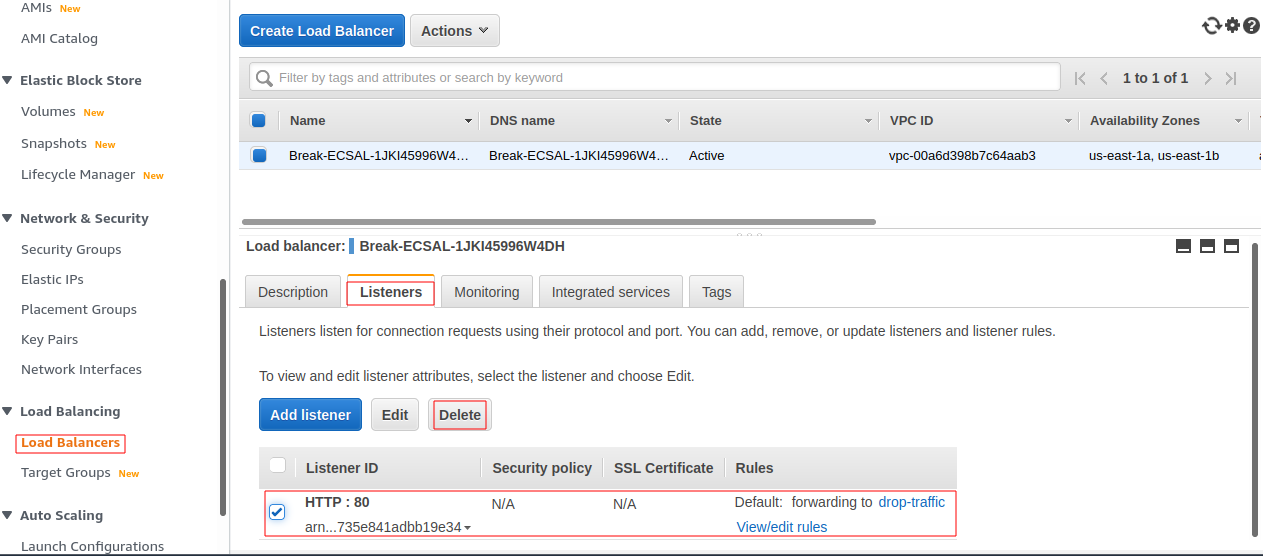 AMIs New
AMI Catalog
Elastic Block Store
Volumes New
Snapshots New
Lifecycle Manager New
Network & Security
Security Groups
Elastic IPs
Placement Groups
Key Pairs
Network Interfaces
Load Balancing
Load Balancers
Target Groups New
Auto Scaling
Launch Configurations
Create Load Balancer Actions
Filter by tags and attributes or search by keyword 1 to 1 of 1
Name DNS name State VPC ID Availability Zones
Break-ECSAL-1JKI45996W4... Break-ECSAL-1JKI45996W4... Active vpc-00a6d398b7c64aab3 us-east-1a, us-east-1b
Load balancer: Break-ECSAL-1JKI45996W4DH
Description Listeners Monitoring Integrated services Tags
Listeners listen for connection requests using their protocol and port. You can add, remove, or update listeners and listener rules.
To view and edit listener attributes, select the listener and choose Edit.
Add listener Edit Delete
Listener ID Security policy SSL Certificate Rules
HTTP : 80 N/A N/A Default: forwarding to drop-traffic
arn...735e841adbb19e34 View/edit rules